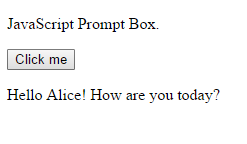 JavaScript Prompt Box.
Click me
Hello Alice! How are you today?